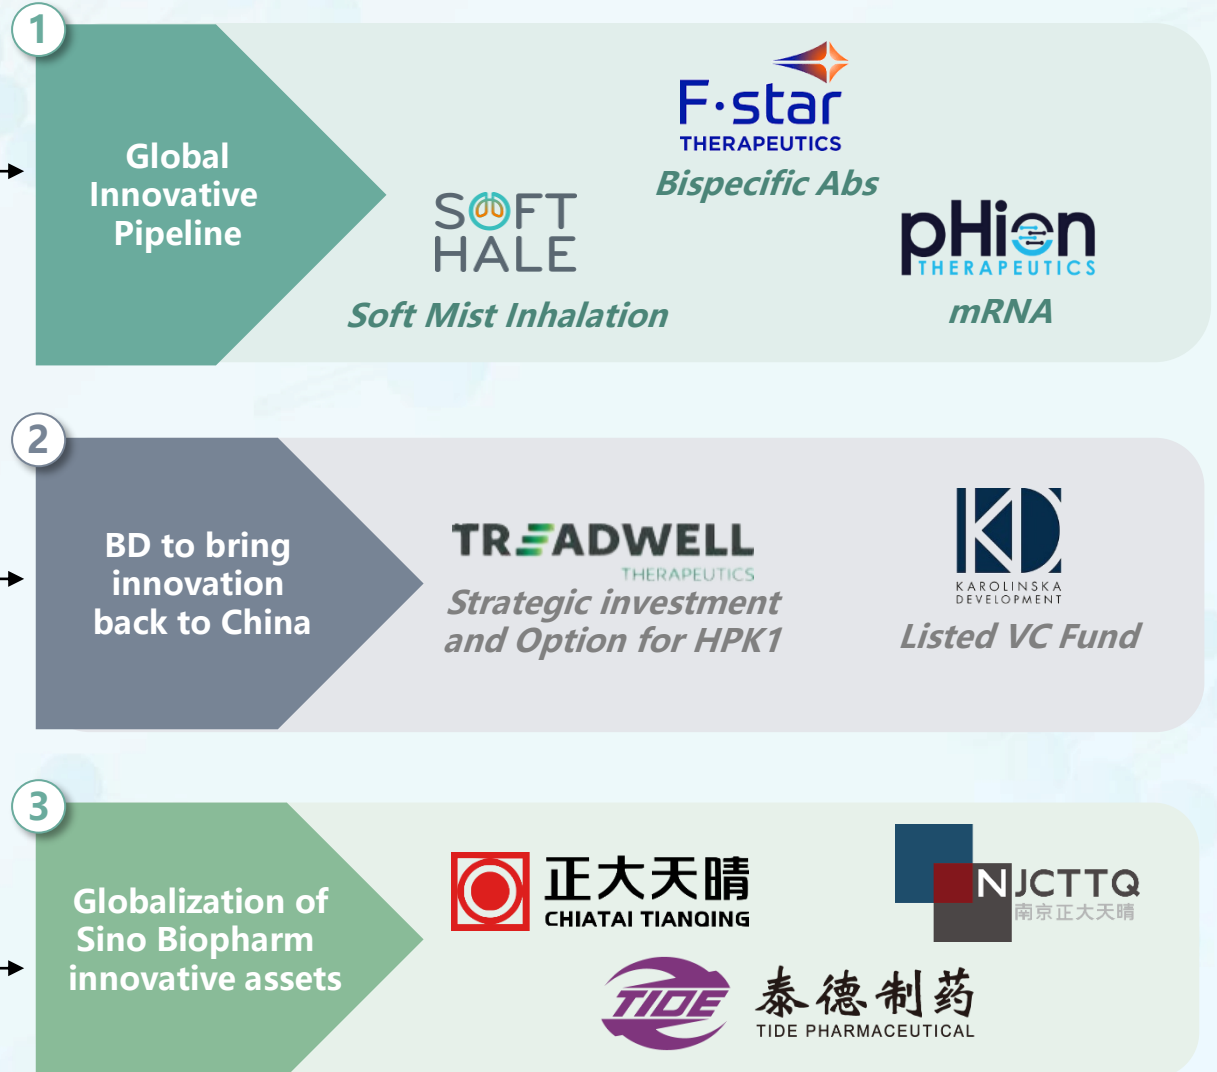 1
Global
Innovative
Pipeline
F·star
THERAPEUTICS
Bispecific Abs
SOFT
HALE
Soft Mist Inhalation
pHion
THERAPEUTICS
mRNA
2
BD to bring
innovation
back to China
TREADWELL
THERAPEUTICS
Strategic investment
and Option for HPK1
KD
KAROLINSKA
DEVELOPMENT
Listed VC Fund
3
Globalization of
Sino Biopharm
innovative assets
正大天晴
CHIATAI TIANQING
NJCTTQ
南京正大天晴
TIDE
泰德制药
TIDE PHARMACEUTICAL